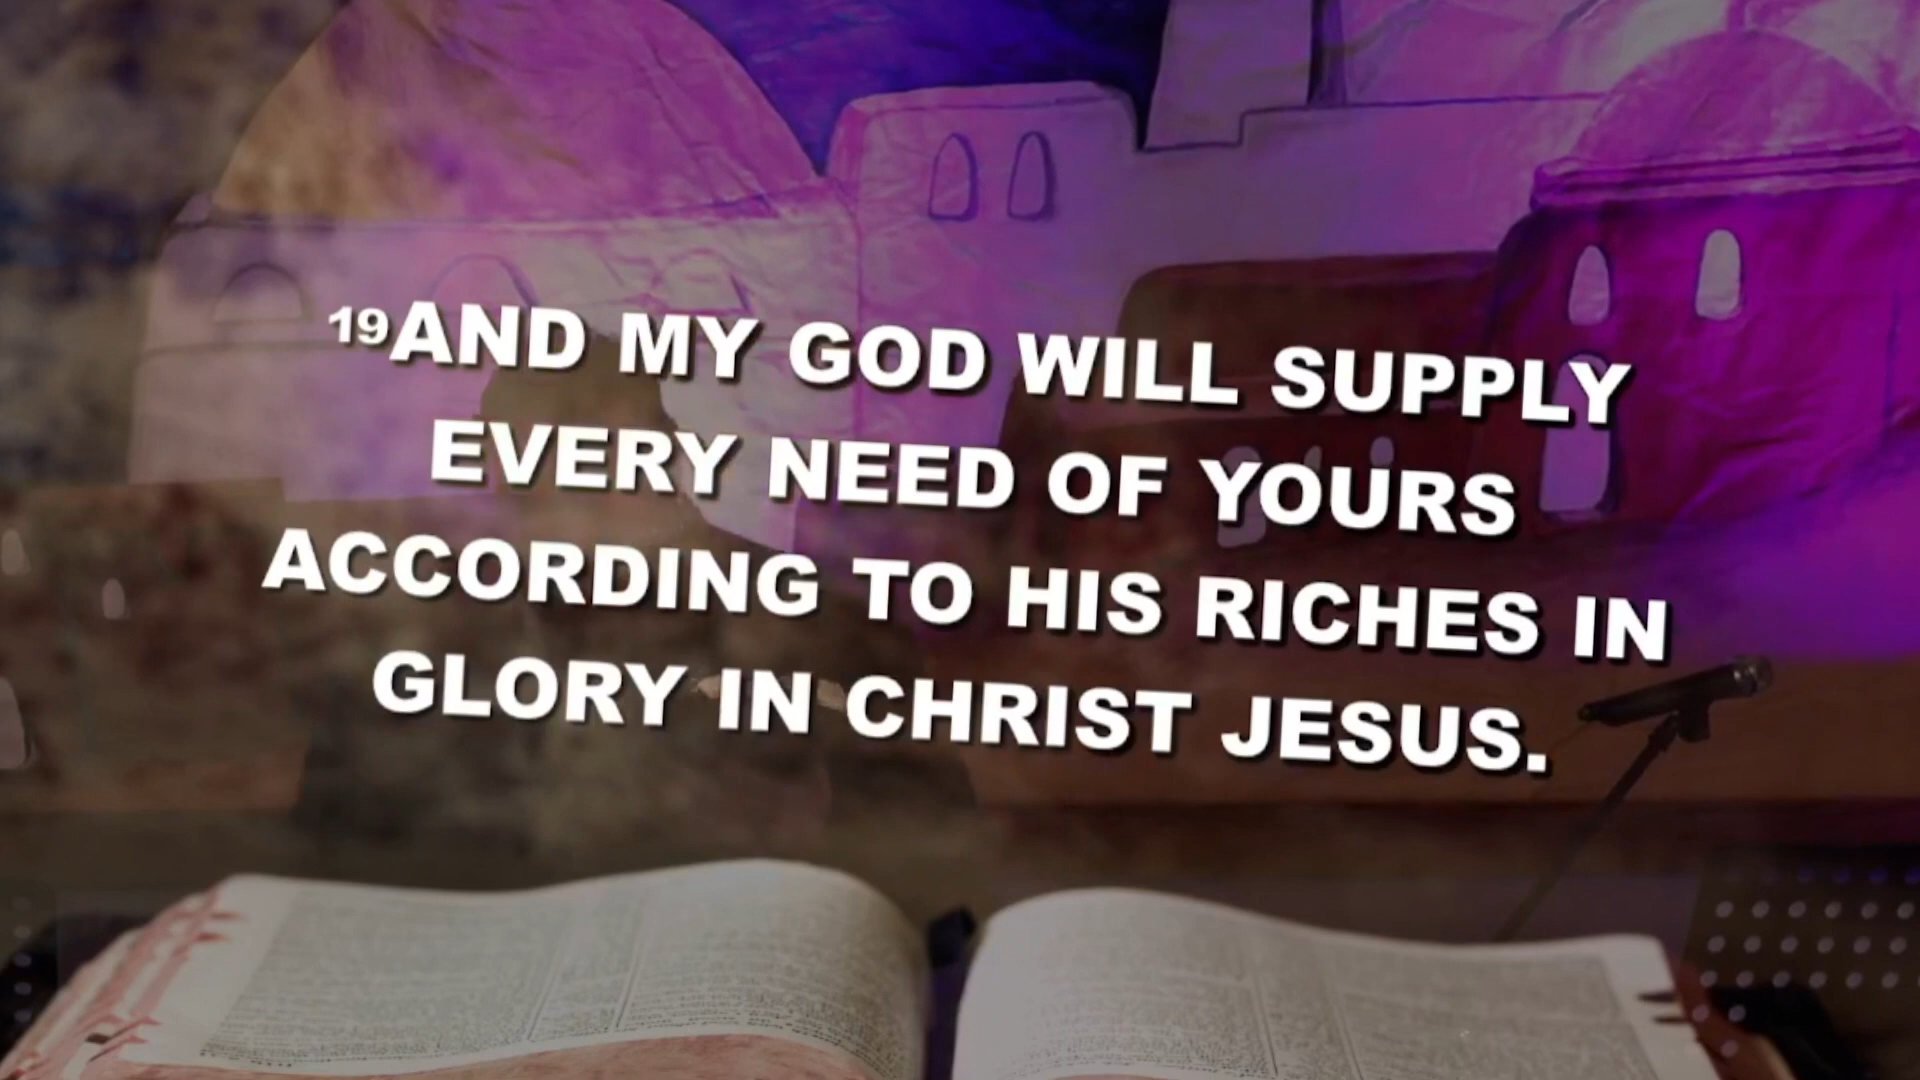 19AND MY GOD WILL SUPPLY
EVERY NEED OF YOURS
ACCORDING TO HIS RICHES IN
GLORY IN CHRIST JESUS.